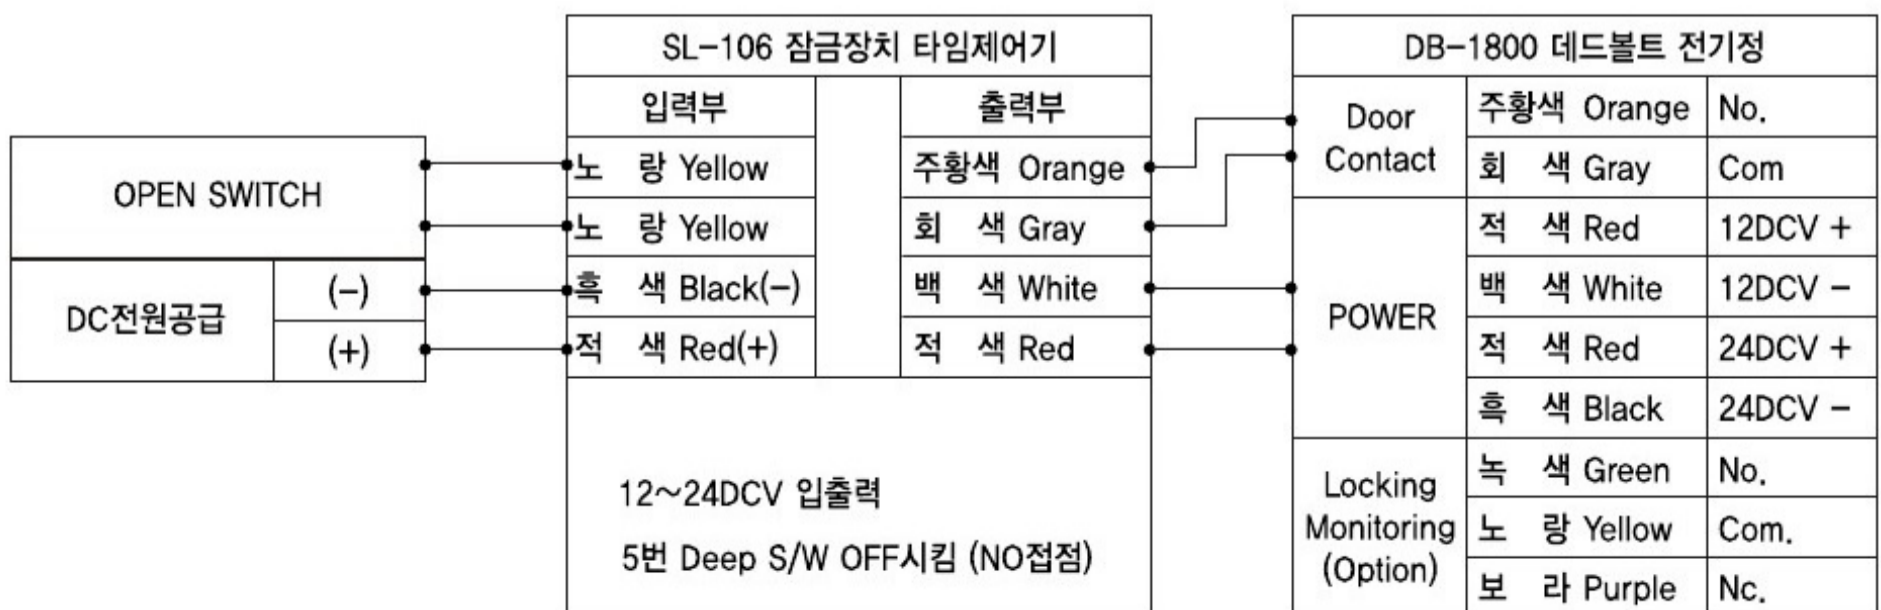 SL-106 잠금장치 타임제어기
입력부 출력부
노 랑 Yellow 주황색 Orange
노 랑 Yellow 회 색 Gray
흑 색 Black(-) 백 색 White
적 색 Red(+) 적 색 Red
12~24DCV 입출력
5번 Deep S/W OFF시킴 (NO접점)
OPEN SWITCH
DC전원공급
(-)
(+)
DB-1800 데드볼트 전기정
Door
Contact
주황색 Orange No.
회 색 Gray Com
POWER
적 색 Red 12DCV +
백 색 White 12DCV -
적 색 Red 24DCV +
흑 색 Black 24DCV -
Locking
Monitoring
(Option)
녹 색 Green No.
노 랑 Yellow Com.
보 라 Purple Nc.